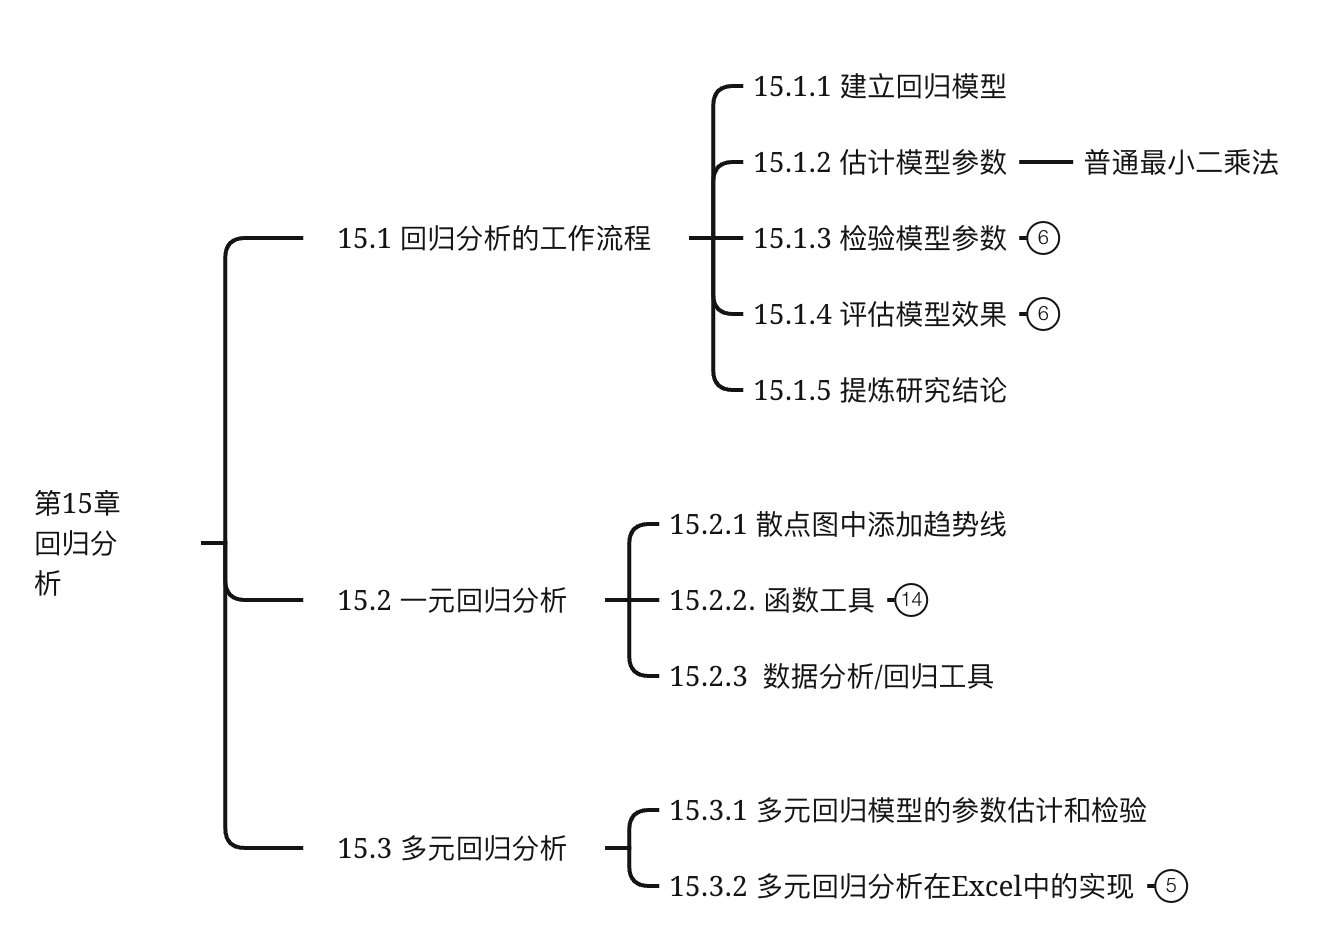 15.1.1 建立回归模型
15.1.2 估计模型参数
普通最小二乘法
15.1 回归分析的工作流程
15.1.3 检验模型参数
6
15.1.4 评估模型效果
6
15.1.5 提炼研究结论
第15章
回归分
析
15.2.1 散点图中添加趋势线
15.2 一元回归分析
15.2.2. 函数工具
14
15.2.3 数据分析/回归工具
15.3.1 多元回归模型的参数估计和检验
15.3 多元回归分析
15.3.2 多元回归分析在Excel中的实现
5